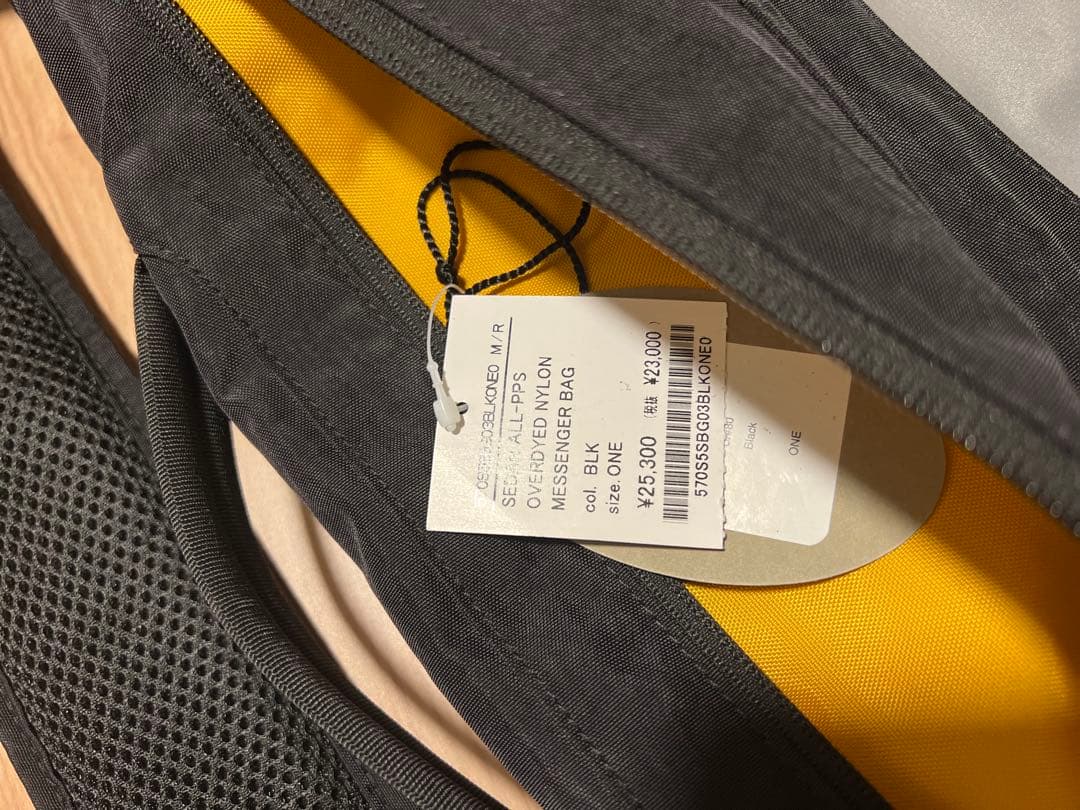 M/R
ALL-PPS
OVERDYED NYLON
MESSENGER BAG
col. BLK
size. ONE
¥25,300 (税抜 ¥23,000 )
570S5SBG03BLKONE0
Black
ONE